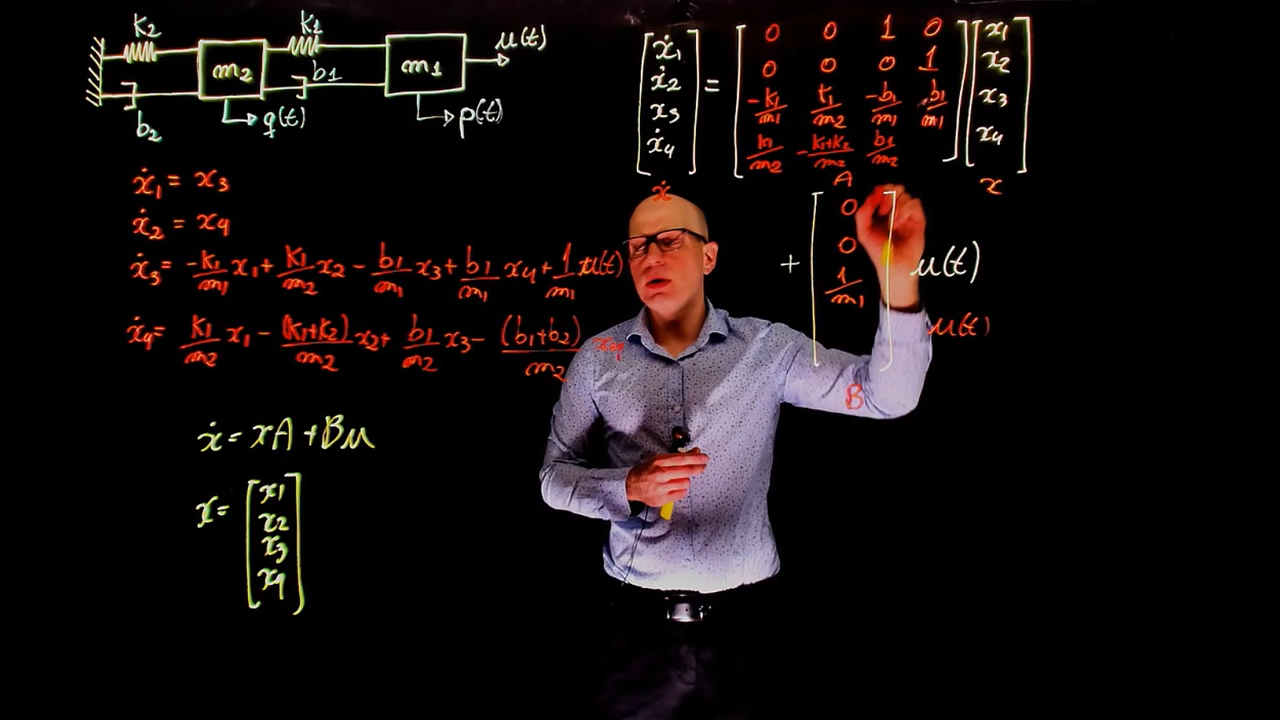 k2 k2 u(t)
m2 b1 m1
b2 q(t) p(t)
ẋ1 = x3
ẋ2 = x4
ẋ3 = -k1/m1 x1 + k1/m2 x2 - b1/m1 x3 + b1/m1 x4 + 1/m1 u(t)
ẋ4 = k1/m2 x1 - (k1+k2)/m2 x2 + b1/m2 x3 - (b1+b2)/m2 x4
ẋ = xA + Bu
x = [x1
x2
x3
x4]
[ẋ1 = [0 0 1 0] [x1
ẋ2 0 0 0 1 x2
x3 -k1/m1 k1/m2 -b1/m1 b1/m1 x3
ẋ4] k1/m2 -(k1+k2)/m2 b1/m2] x4]
ẋ A x
+ [0
0
1/m1] u(t)
u(t)
B